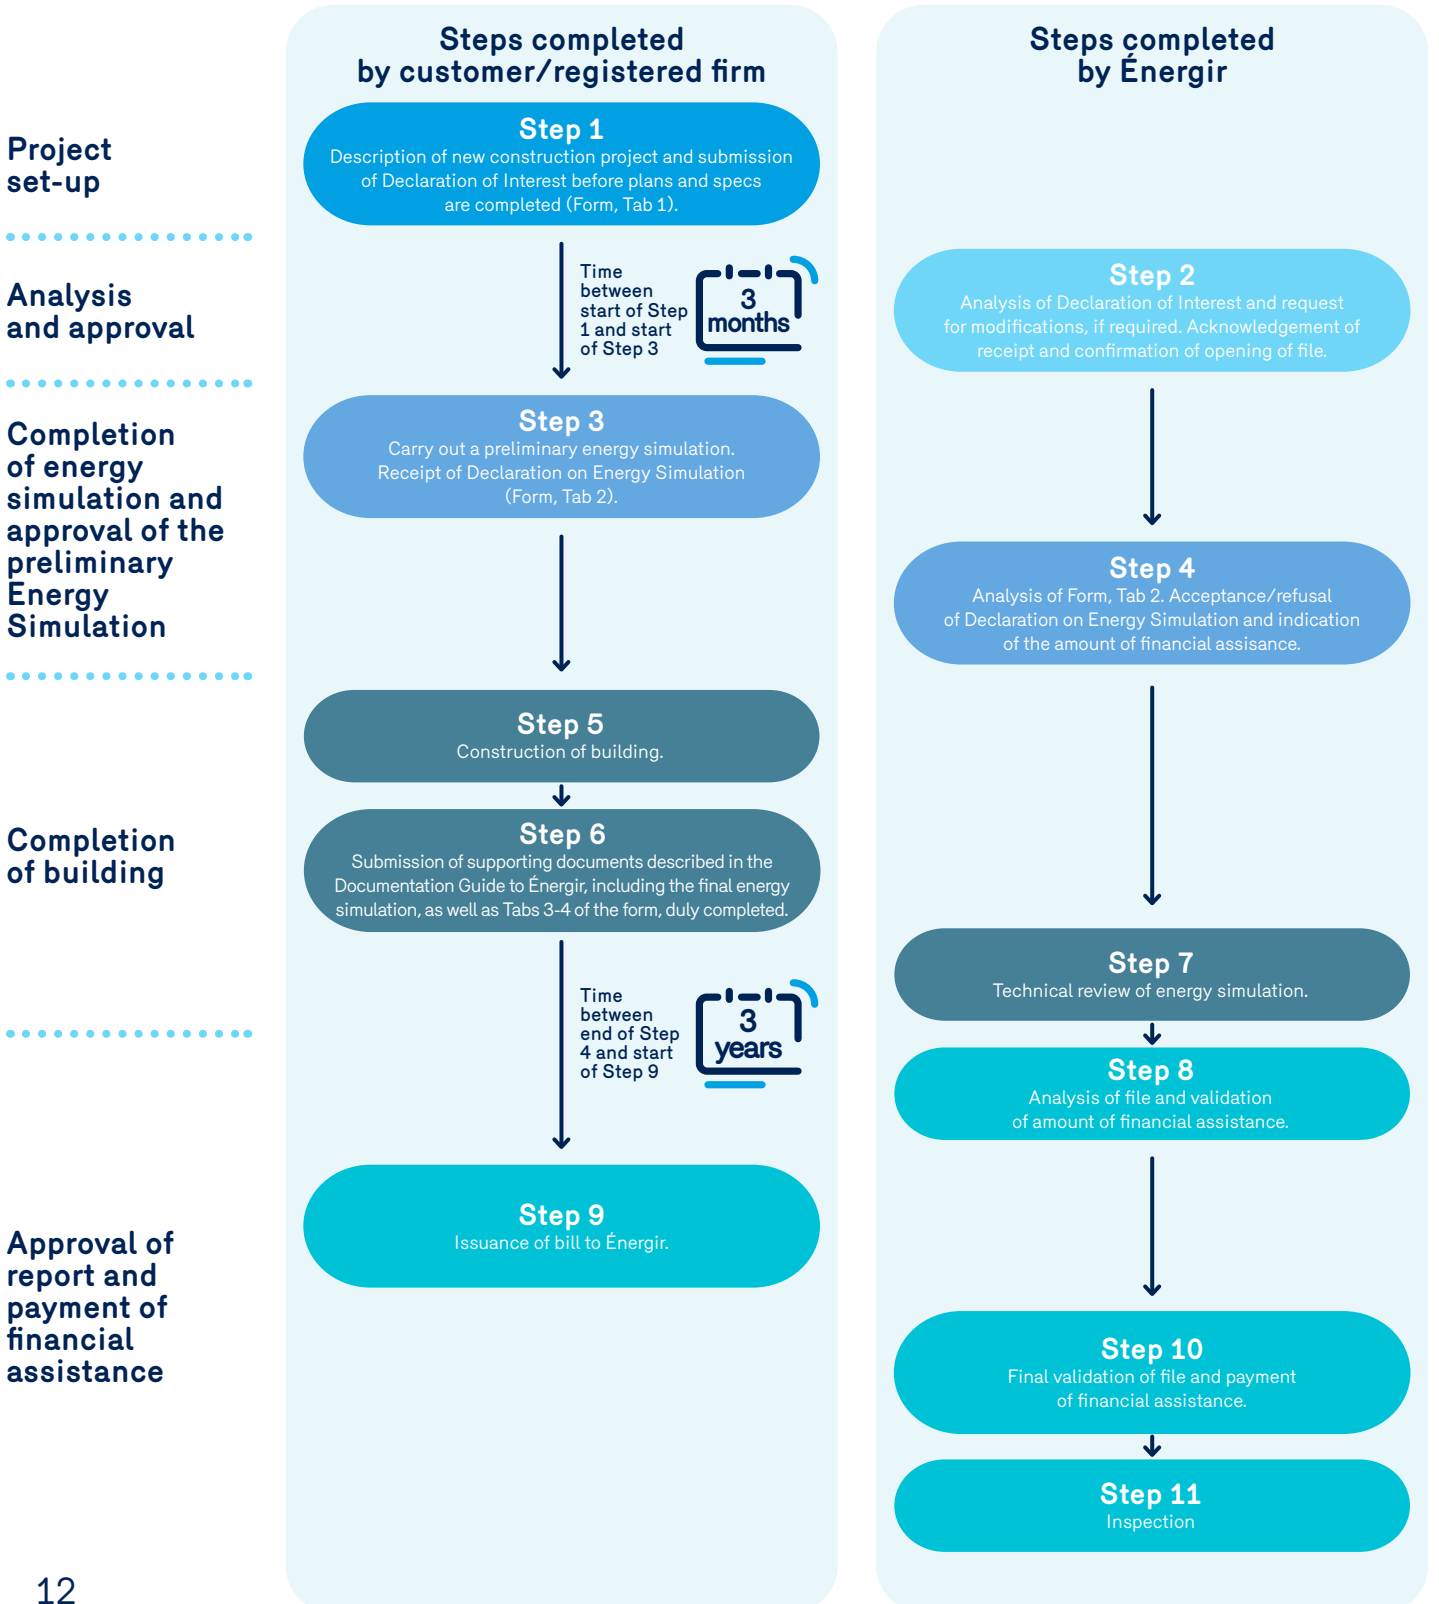 Steps completed
by customer/registered firm
Steps completed
by Énergir
Project
set-up
Step 1
Description of new construction project and submission
of Declaration of Interest before plans and specs
are completed (Form, Tab 1).
Time
between
start of Step
1 and start
of Step 3
3
months
Analysis
and approval
Step 2
Analysis of Declaration of Interest and request
for modifications, if required. Acknowledgement of
receipt and confirmation of opening of file.
Completion
of energy
simulation and
approval of the
preliminary
Energy
Simulation
Step 3
Carry out a preliminary energy simulation.
Receipt of Declaration on Energy Simulation
(Form, Tab 2).
Step 4
Analysis of Form, Tab 2. Acceptance/refusal
of Declaration on Energy Simulation and indication
of the amount of financial assisance.
Completion
of building
Step 5
Construction of building.
Step 6
Submission of supporting documents described in the
Documentation Guide to Énergir, including the final energy
simulation, as well as Tabs 3-4 of the form, duly completed.
Time
between
end of Step
4 and start
of Step 9
3
years
Step 7
Technical review of energy simulation.
Step 8
Analysis of file and validation
of amount of financial assistance.
Approval of
report and
payment of
financial
assistance
Step 9
Issuance of bill to Énergir.
Step 10
Final validation of file and payment
of financial assistance.
Step 11
Inspection
12